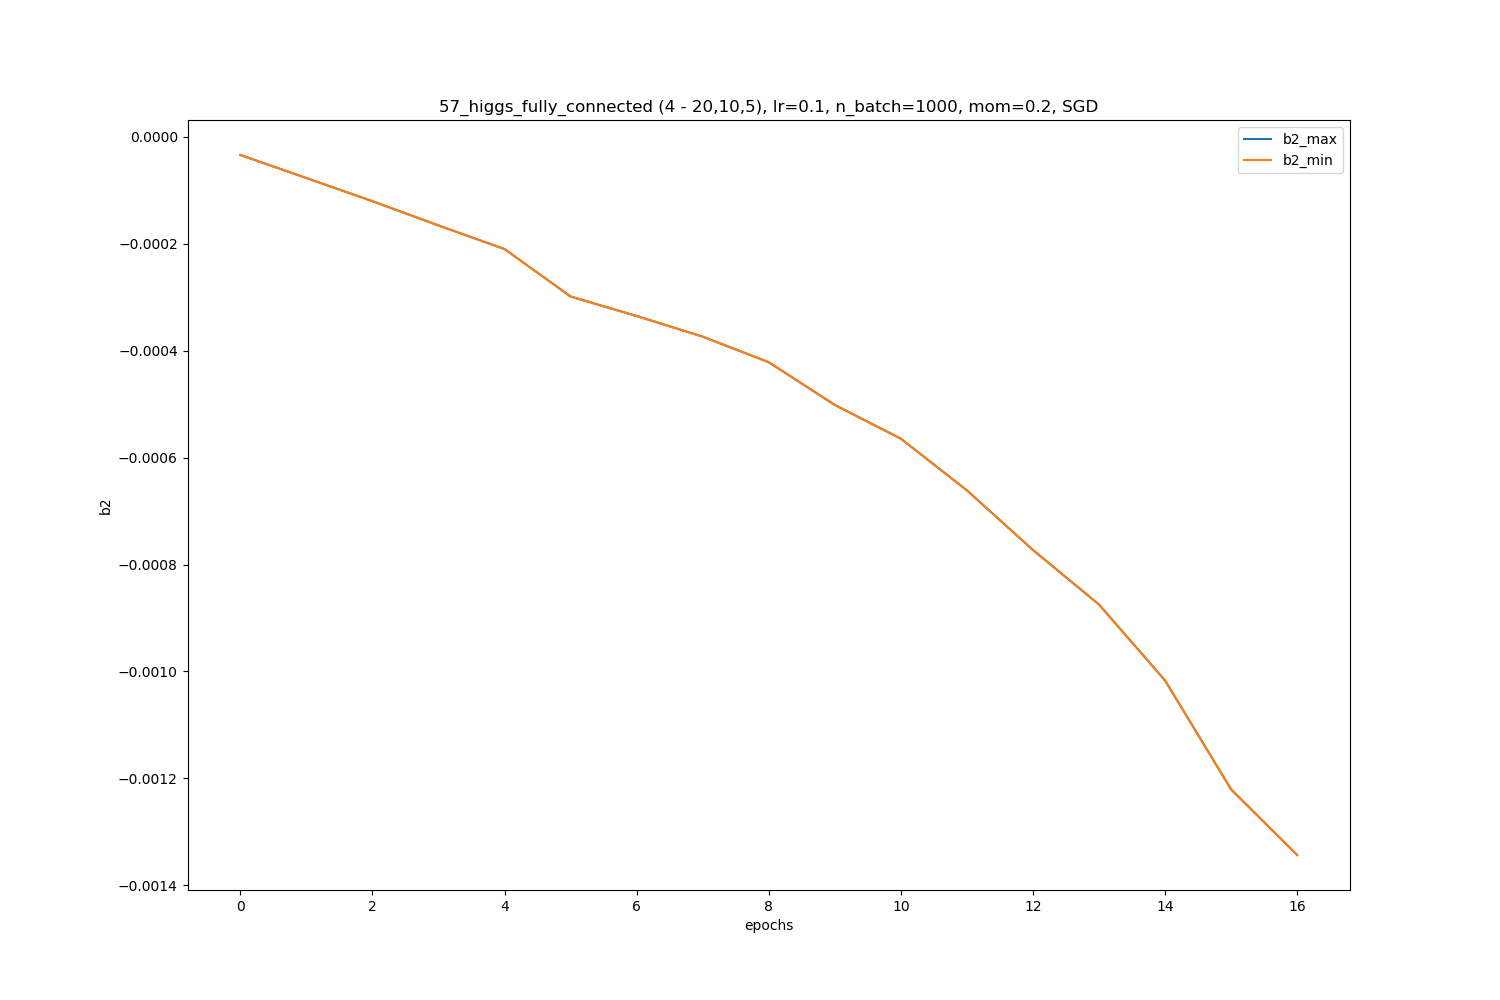 57_higgs_fully_connected (4 - 20,10,5), lr=0.1, n_batch=1000, mom=0.2, SGD
b2_max
b2_min
0.0000
−0.0002
−0.0004
−0.0006
−0.0008
−0.0010
−0.0012
−0.0014
b2
0 2 4 6 8 10 12 14 16
epochs